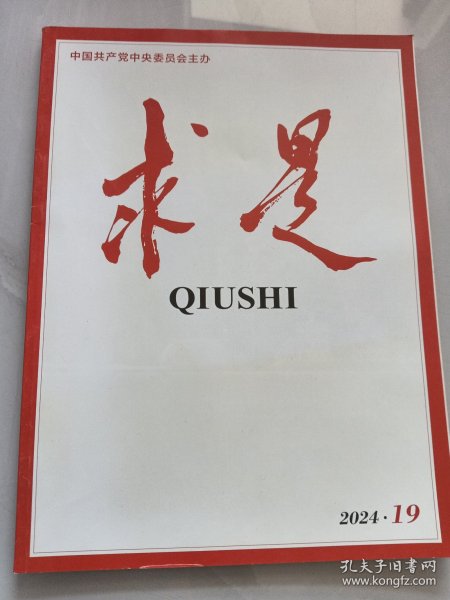 中国共产党中央委员会主办
求是
QIUSHI
2024·19
孔夫子旧书网
www.kongfz.com